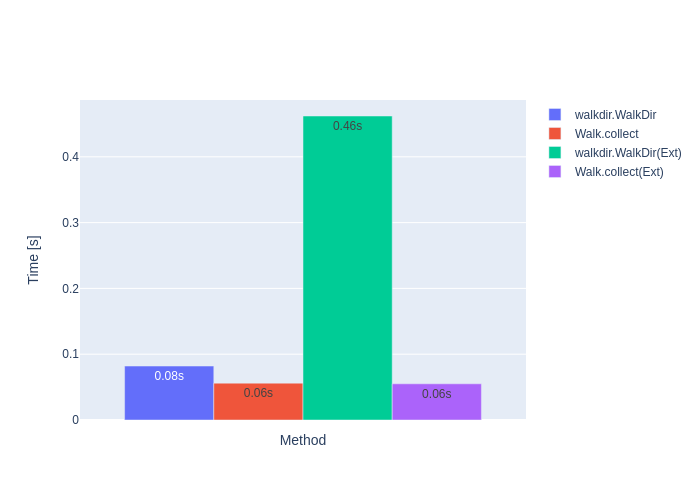 walkdir.WalkDir
Walk.collect
walkdir.WalkDir(Ext)
Walk.collect(Ext)
0.46s
0.08s
0.06s
0.06s
0.4
0.3
0.2
0.1
0
Time [s]
Method